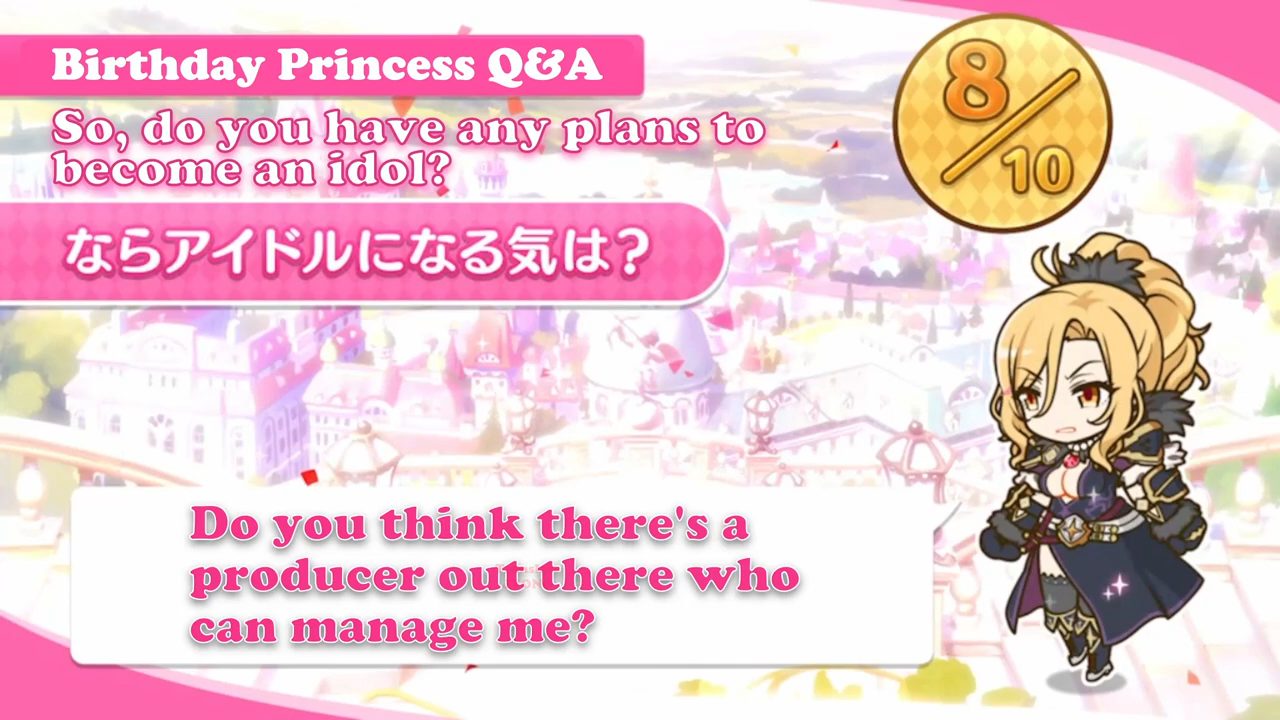 Birthday Princess Q&A
8/10
So, do you have any plans to
become an idol?
ならアイドルになる気は？
Do you think there's a
producer out there who
can manage me?